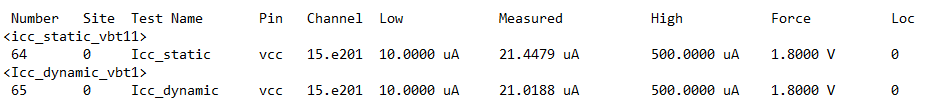 Number Site Test Name Pin Channel Low Measured High Force Loc
<icc_static_vbt11>
64 0 Icc_static vcc 15.e201 10.0000 uA 21.4479 uA 500.0000 uA 1.8000 V 0
<Icc_dynamic_vbt1>
65 0 Icc_dynamic vcc 15.e201 10.0000 uA 21.0188 uA 500.0000 uA 1.8000 V 0